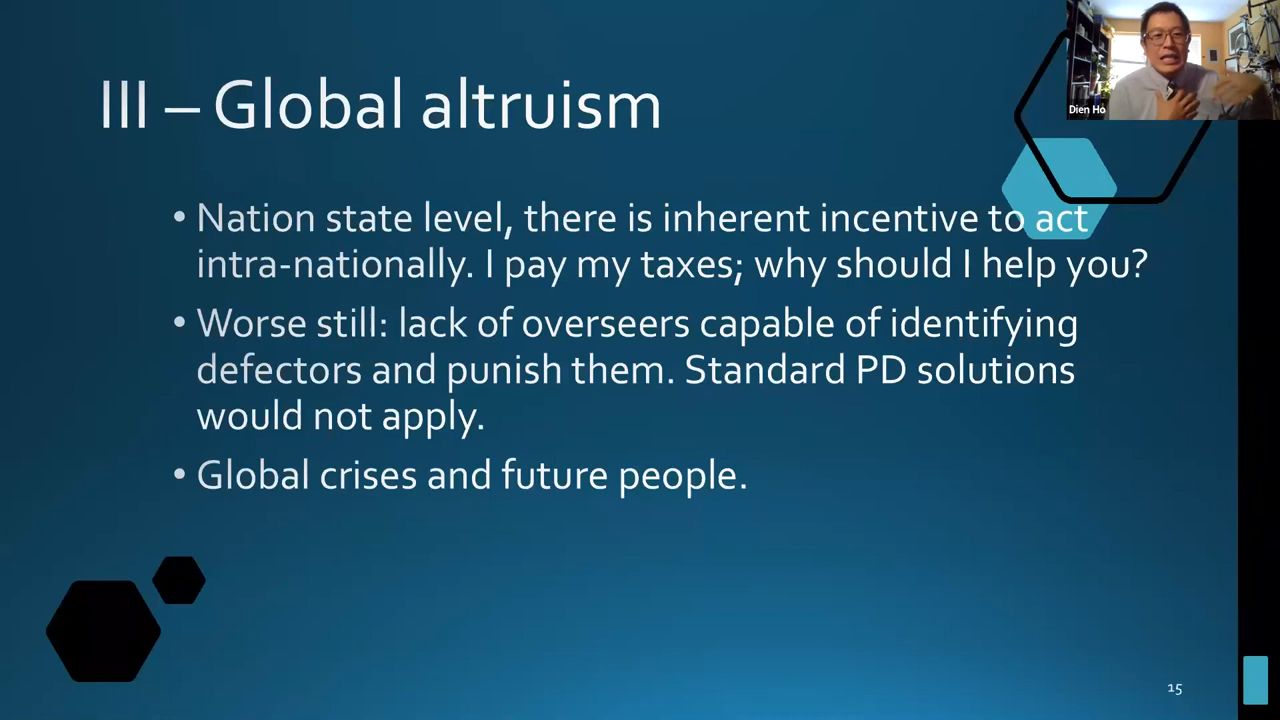 III – Global altruism
Dien Ho
• Nation state level, there is inherent incentive to act
intra-nationally. I pay my taxes; why should I help you?
• Worse still: lack of overseers capable of identifying
defectors and punish them. Standard PD solutions
would not apply.
• Global crises and future people.
15